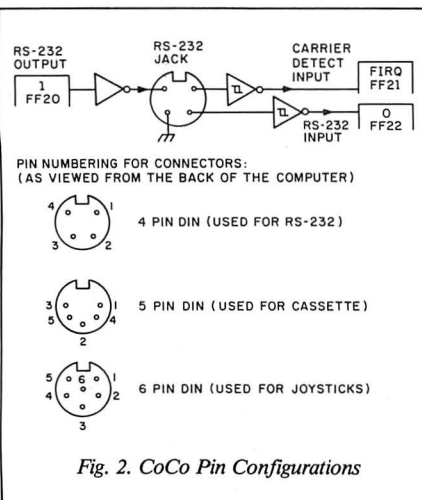 RS-232
OUTPUT
1
FF20
RS-232
JACK
CARRIER
DETECT
INPUT
FIRQ
FF21
RS-232
INPUT
0
FF22
PIN NUMBERING FOR CONNECTORS:
(AS VIEWED FROM THE BACK OF THE COMPUTER)
4 1
3 2
4 PIN DIN (USED FOR RS-232)
3 1
5 4
2
5 PIN DIN (USED FOR CASSETTE)
5 6 1
4 2
3
6 PIN DIN (USED FOR JOYSTICKS)
Fig. 2. CoCo Pin Configurations